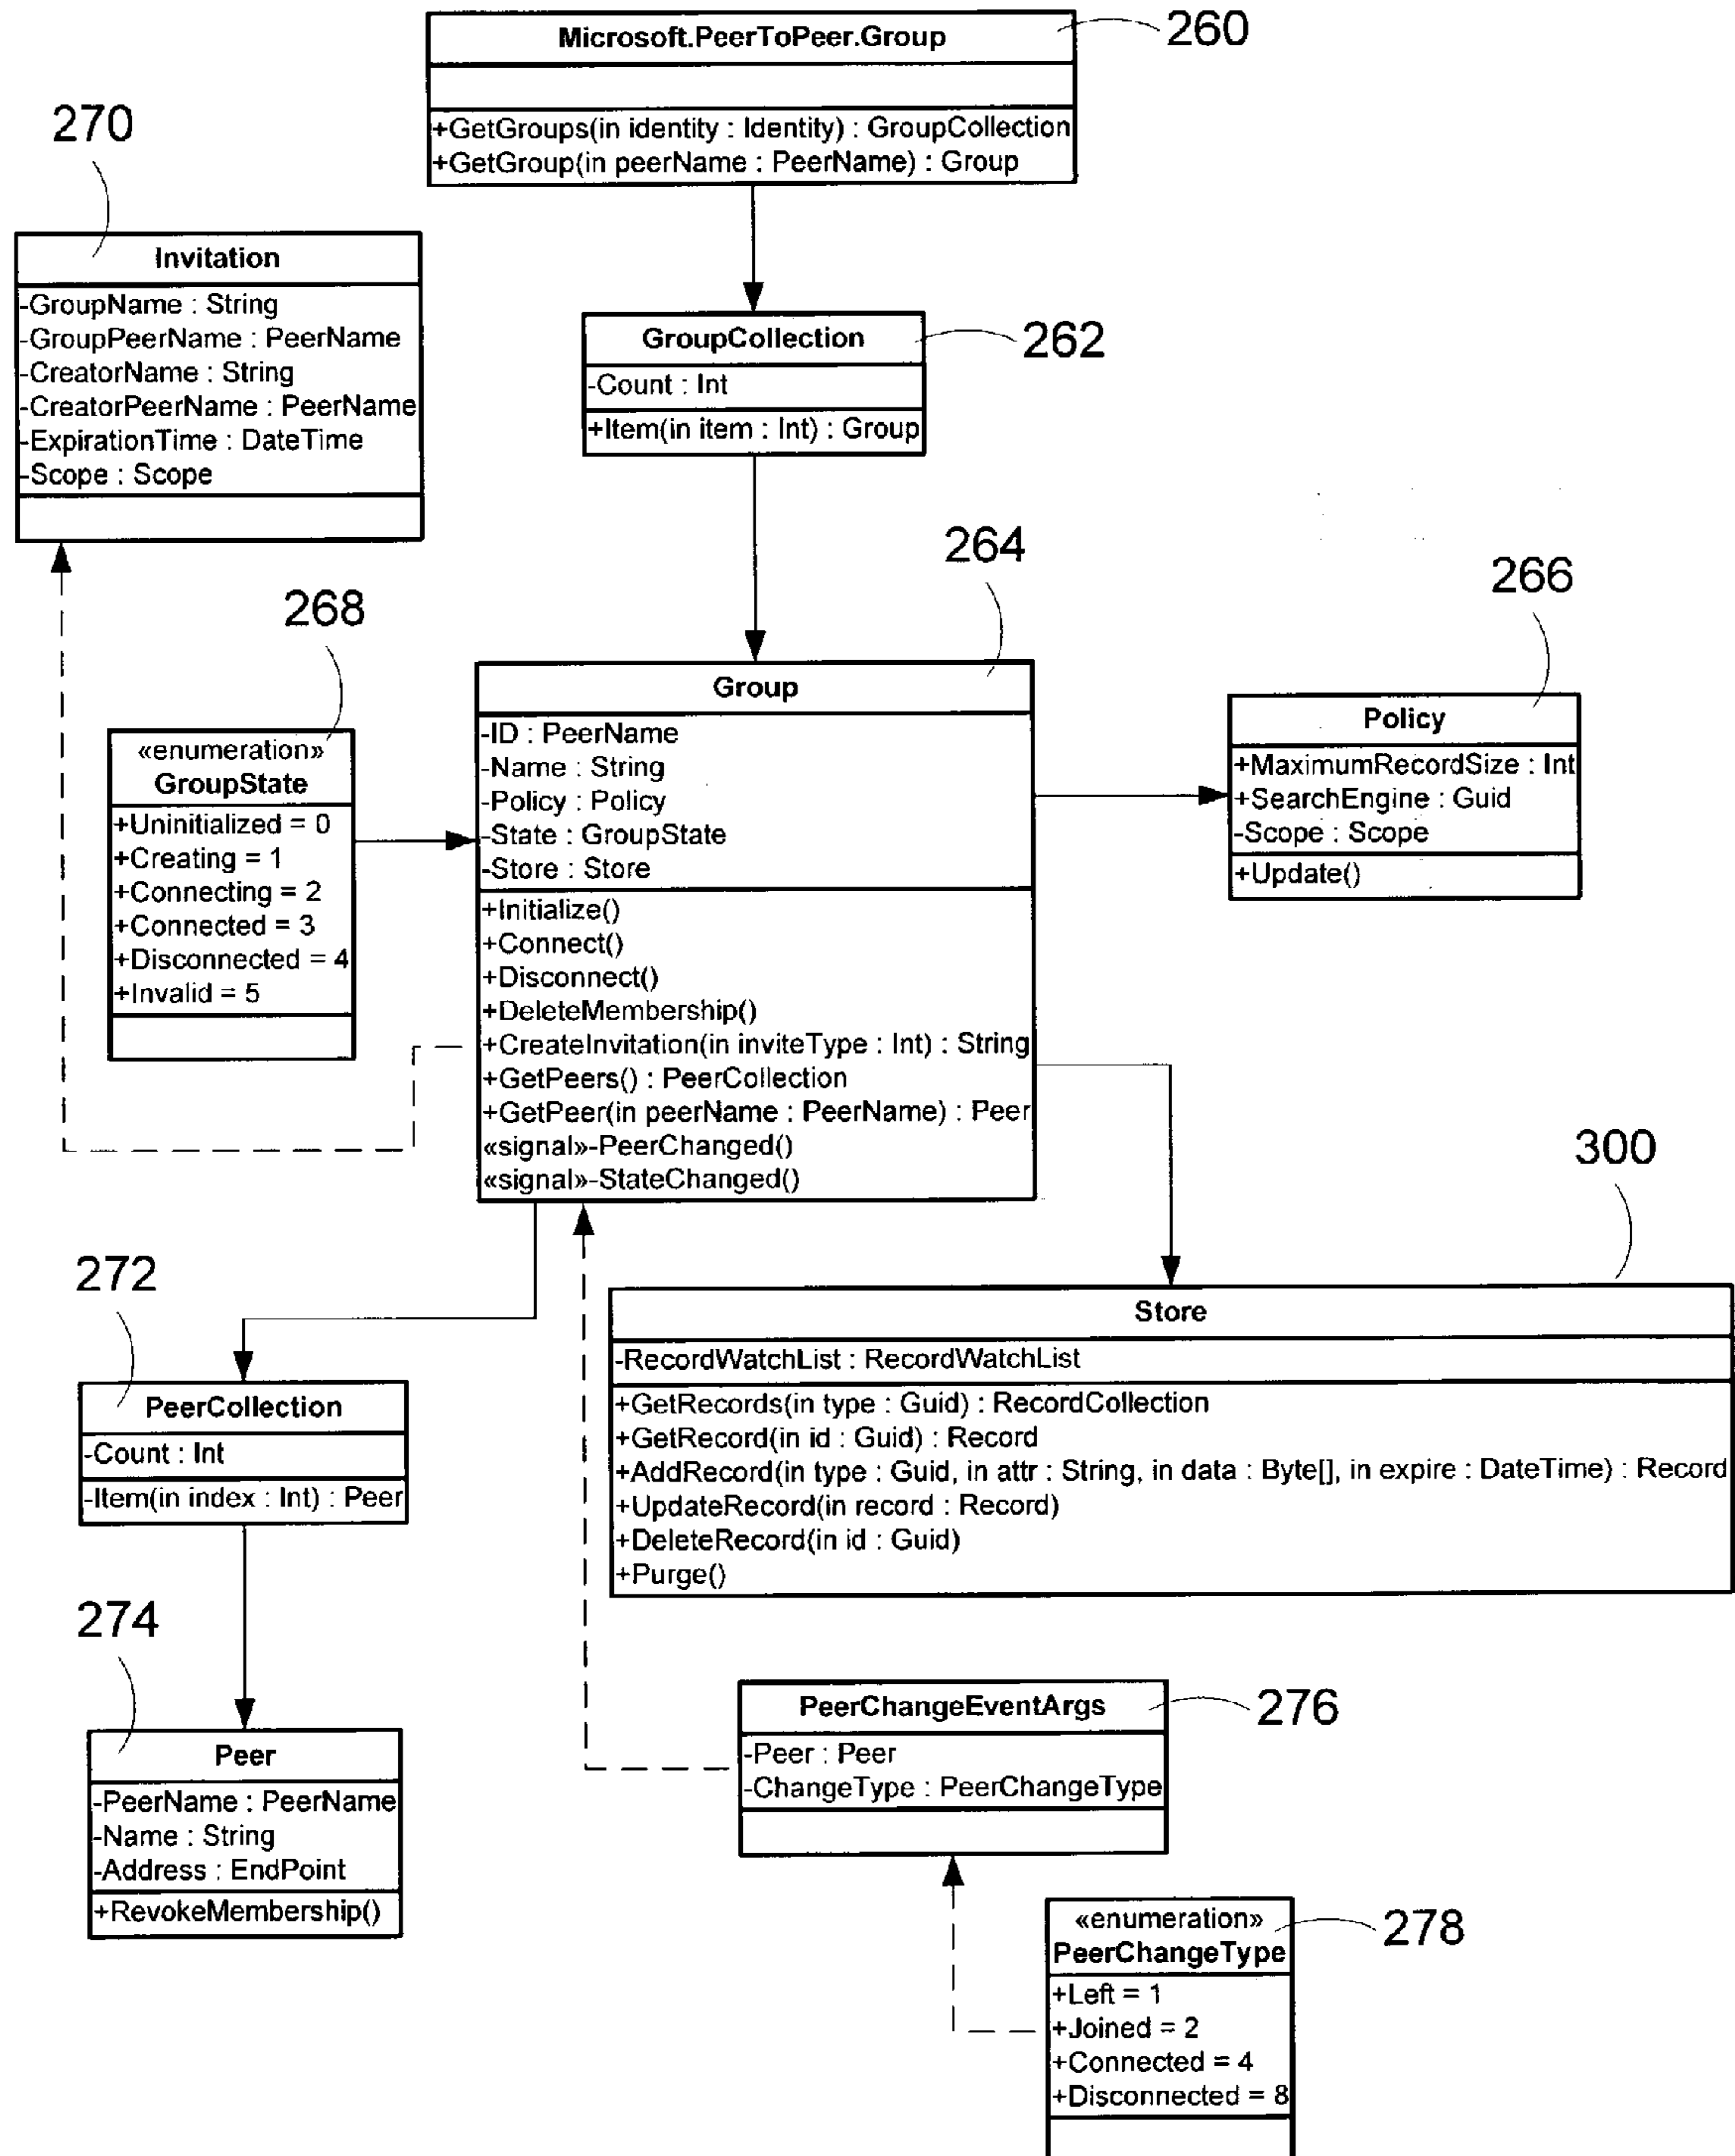 Microsoft.PeerToPeer.Group
260
+GetGroups(in identity : Identity) : GroupCollection
+GetGroup(in peerName : PeerName) : Group
270
Invitation
-GroupName : String
-GroupPeerName : PeerName
-CreatorName : String
-CreatorPeerName : PeerName
-ExpirationTime : DateTime
-Scope : Scope
GroupCollection
262
-Count : Int
+Item(in item : Int) : Group
264
266
268
«enumeration»
GroupState
+Uninitialized = 0
+Creating = 1
+Connecting = 2
+Connected = 3
+Disconnected = 4
+Invalid = 5
Group
-ID : PeerName
-Name : String
-Policy : Policy
-State : GroupState
-Store : Store
+Initialize()
+Connect()
+Disconnect()
+DeleteMembership()
+CreateInvitation(in inviteType : Int) : String
+GetPeers() : PeerCollection
+GetPeer(in peerName : PeerName) : Peer
«signal»-PeerChanged()
«signal»-StateChanged()
Policy
+MaximumRecordSize : Int
+SearchEngine : Guid
-Scope : Scope
+Update()
300
Store
-RecordWatchList : RecordWatchList
+GetRecords(in type : Guid) : RecordCollection
+GetRecord(in id : Guid) : Record
+AddRecord(in type : Guid, in attr : String, in data : Byte[], in expire : DateTime) : Record
+UpdateRecord(in record : Record)
+DeleteRecord(in id : Guid)
+Purge()
272
PeerCollection
-Count : Int
-Item(in index : Int) : Peer
274
Peer
-PeerName : PeerName
-Name : String
-Address : EndPoint
+RevokeMembership()
PeerChangeEventArgs
276
-Peer : Peer
-ChangeType : PeerChangeType
«enumeration»
PeerChangeType
278
+Left = 1
+Joined = 2
+Connected = 4
+Disconnected = 8